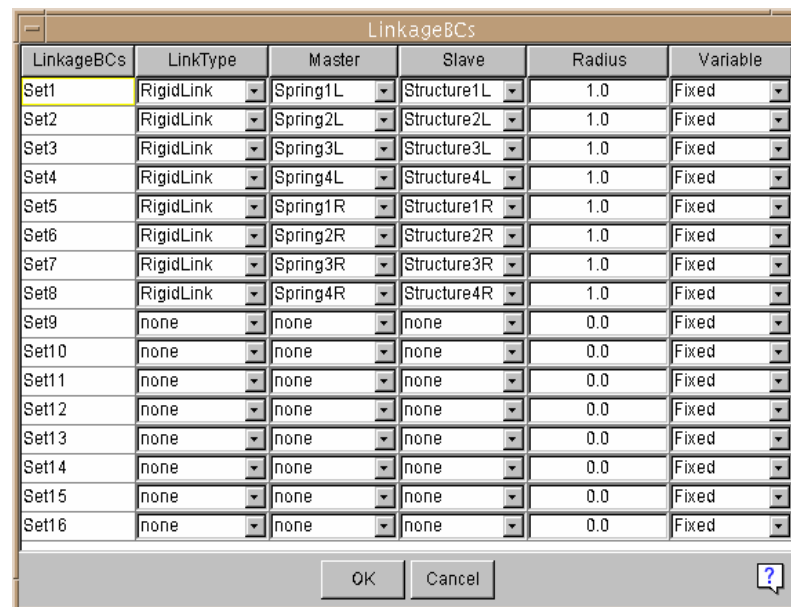 LinkageBCs
LinkageBCs LinkType Master Slave Radius Variable
Set1 RigidLink Spring1L Structure1L 1.0 Fixed
Set2 RigidLink Spring2L Structure2L 1.0 Fixed
Set3 RigidLink Spring3L Structure3L 1.0 Fixed
Set4 RigidLink Spring4L Structure4L 1.0 Fixed
Set5 RigidLink Spring1R Structure1R 1.0 Fixed
Set6 RigidLink Spring2R Structure2R 1.0 Fixed
Set7 RigidLink Spring3R Structure3R 1.0 Fixed
Set8 RigidLink Spring4R Structure4R 1.0 Fixed
Set9 none none none 0.0 Fixed
Set10 none none none 0.0 Fixed
Set11 none none none 0.0 Fixed
Set12 none none none 0.0 Fixed
Set13 none none none 0.0 Fixed
Set14 none none none 0.0 Fixed
Set15 none none none 0.0 Fixed
Set16 none none none 0.0 Fixed
OK Cancel ?